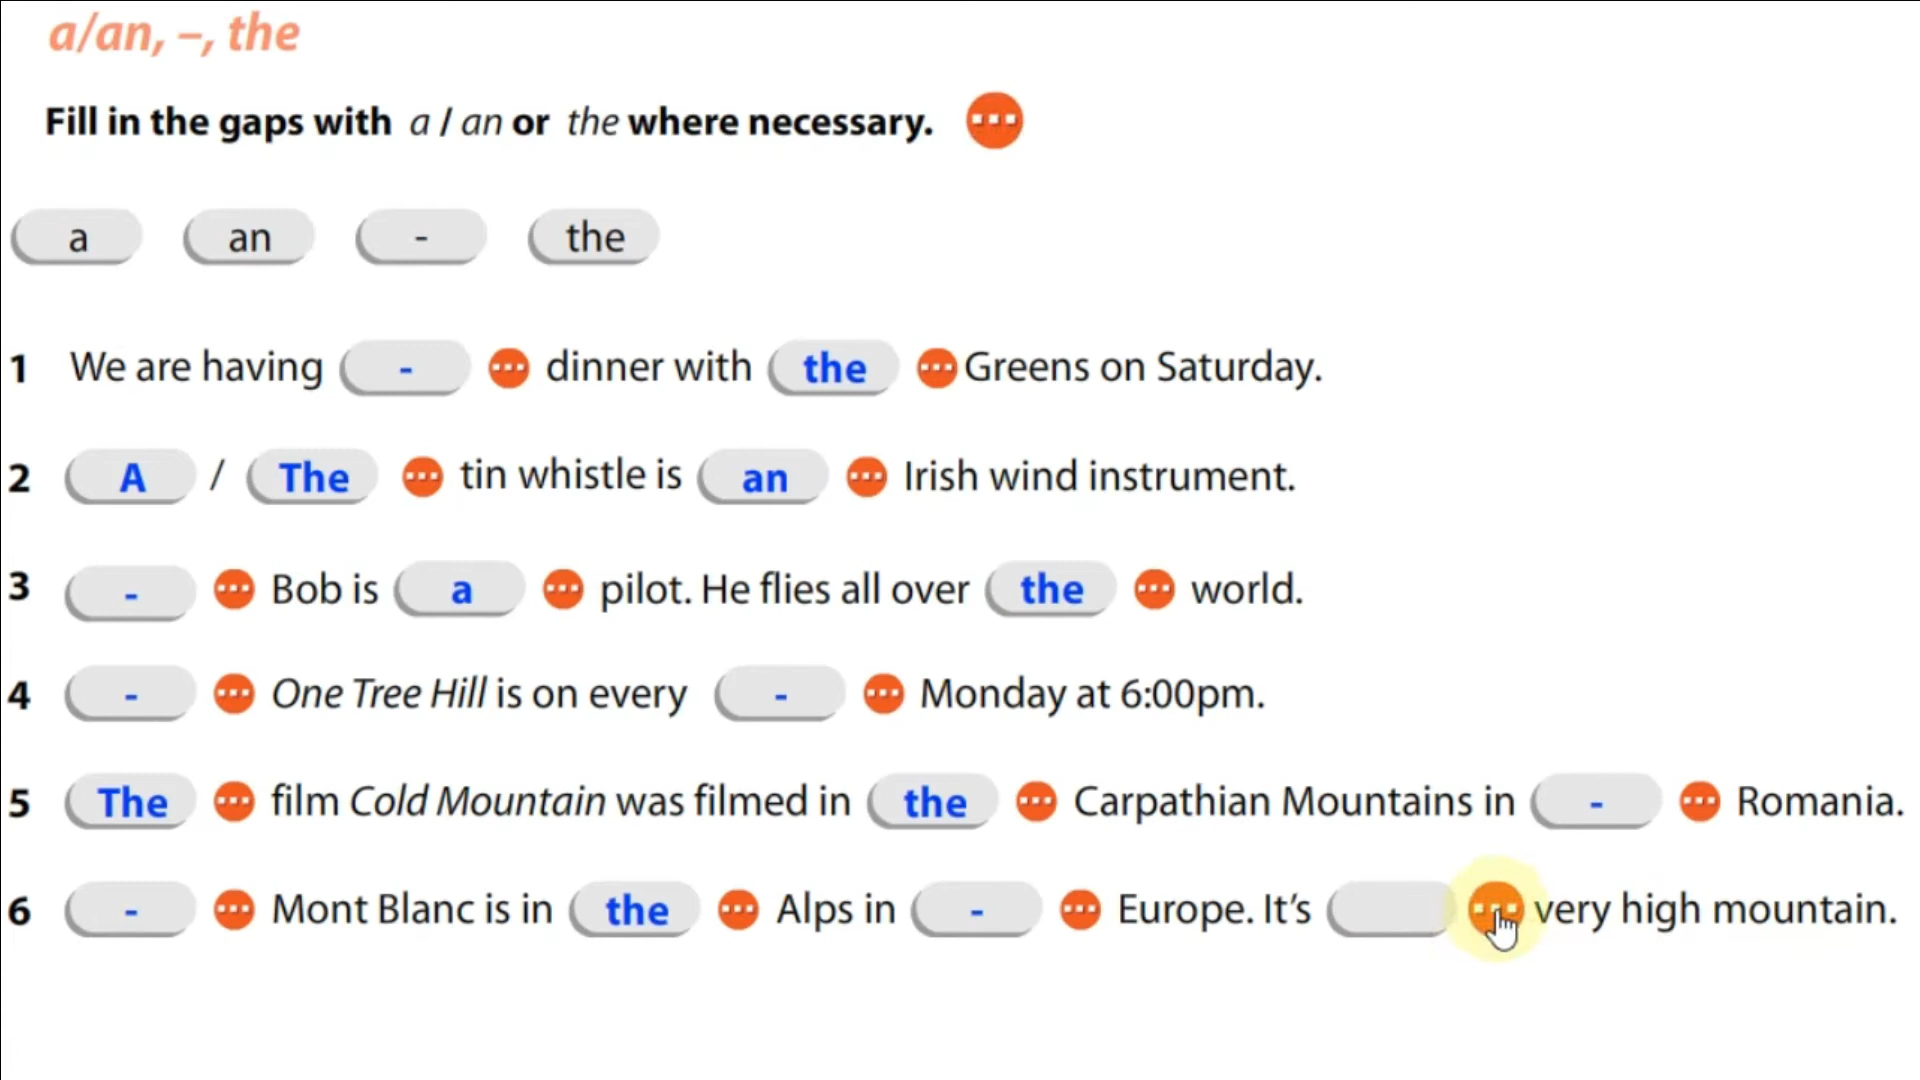 a/an, –, the
Fill in the gaps with a / an or the where necessary.
a an - the
1 We are having - dinner with the Greens on Saturday.
2 A / The tin whistle is an Irish wind instrument.
3 - Bob is a pilot. He flies all over the world.
4 - One Tree Hill is on every - Monday at 6:00pm.
5 The film Cold Mountain was filmed in the Carpathian Mountains in - Romania.
6 - Mont Blanc is in the Alps in - Europe. It's very high mountain.